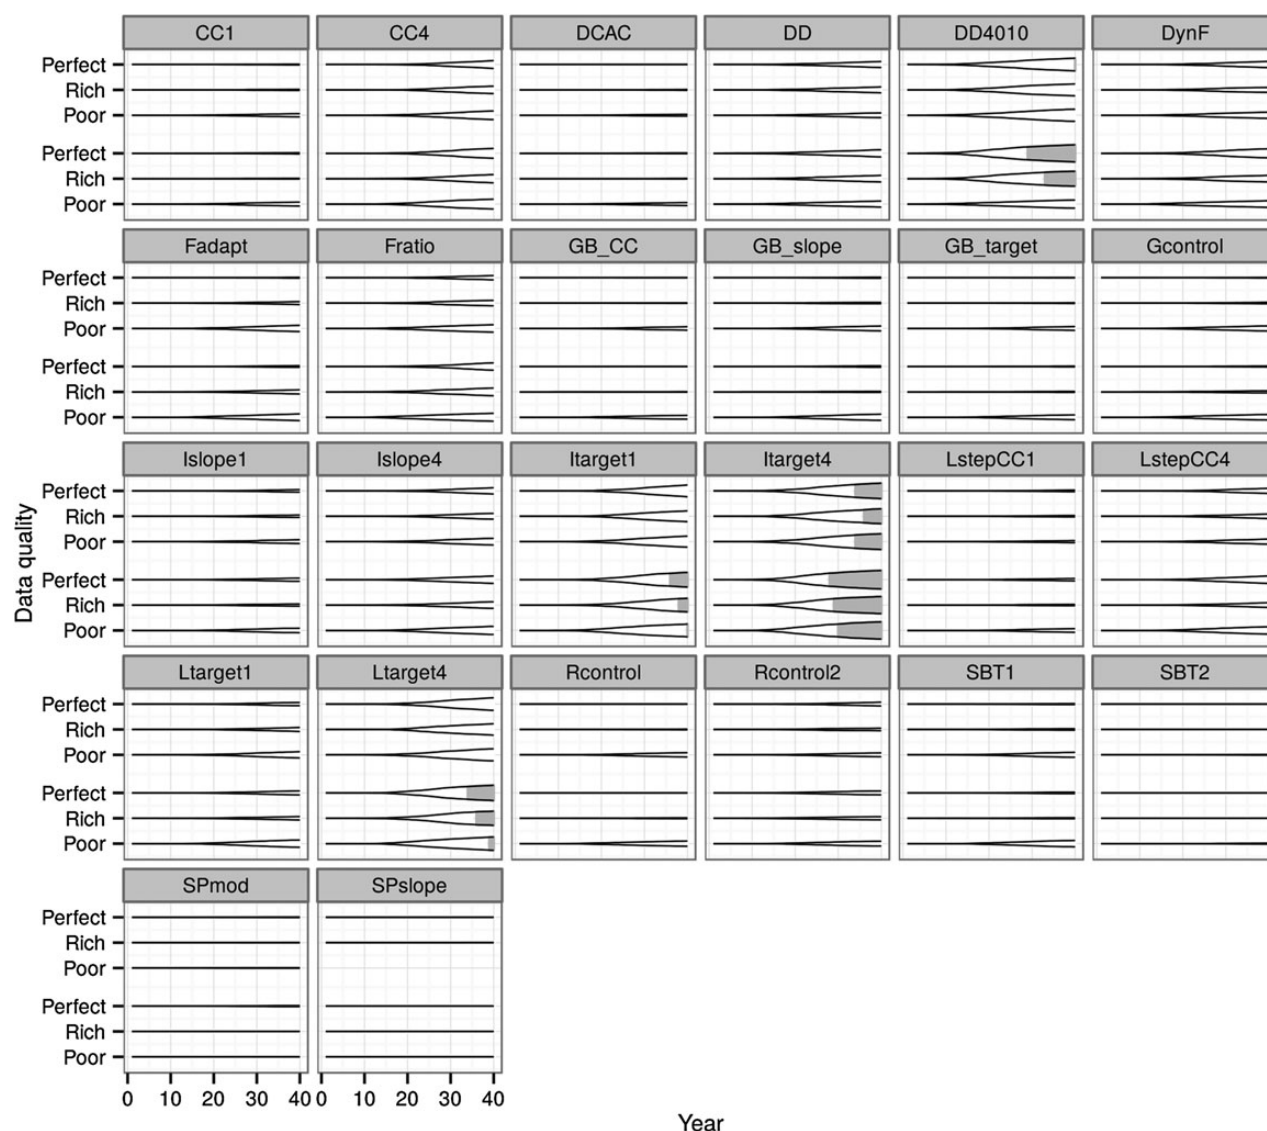 CC1 CC4 DCAC DD DD4010 DynF
Perfect
Rich
Poor
Perfect
Rich
Poor
Fadapt Fratio GB_CC GB_slope GB_target Gcontrol
Perfect
Rich
Poor
Perfect
Rich
Poor
Islope1 Islope4 Itarget1 Itarget4 LstepCC1 LstepCC4
Perfect
Rich
Poor
Perfect
Rich
Poor
Data quality
Ltarget1 Ltarget4 Rcontrol Rcontrol2 SBT1 SBT2
Perfect
Rich
Poor
Perfect
Rich
Poor
SPmod SPslope
Perfect
Rich
Poor
Perfect
Rich
Poor
0 10 20 30 40 0 10 20 30 40
Year